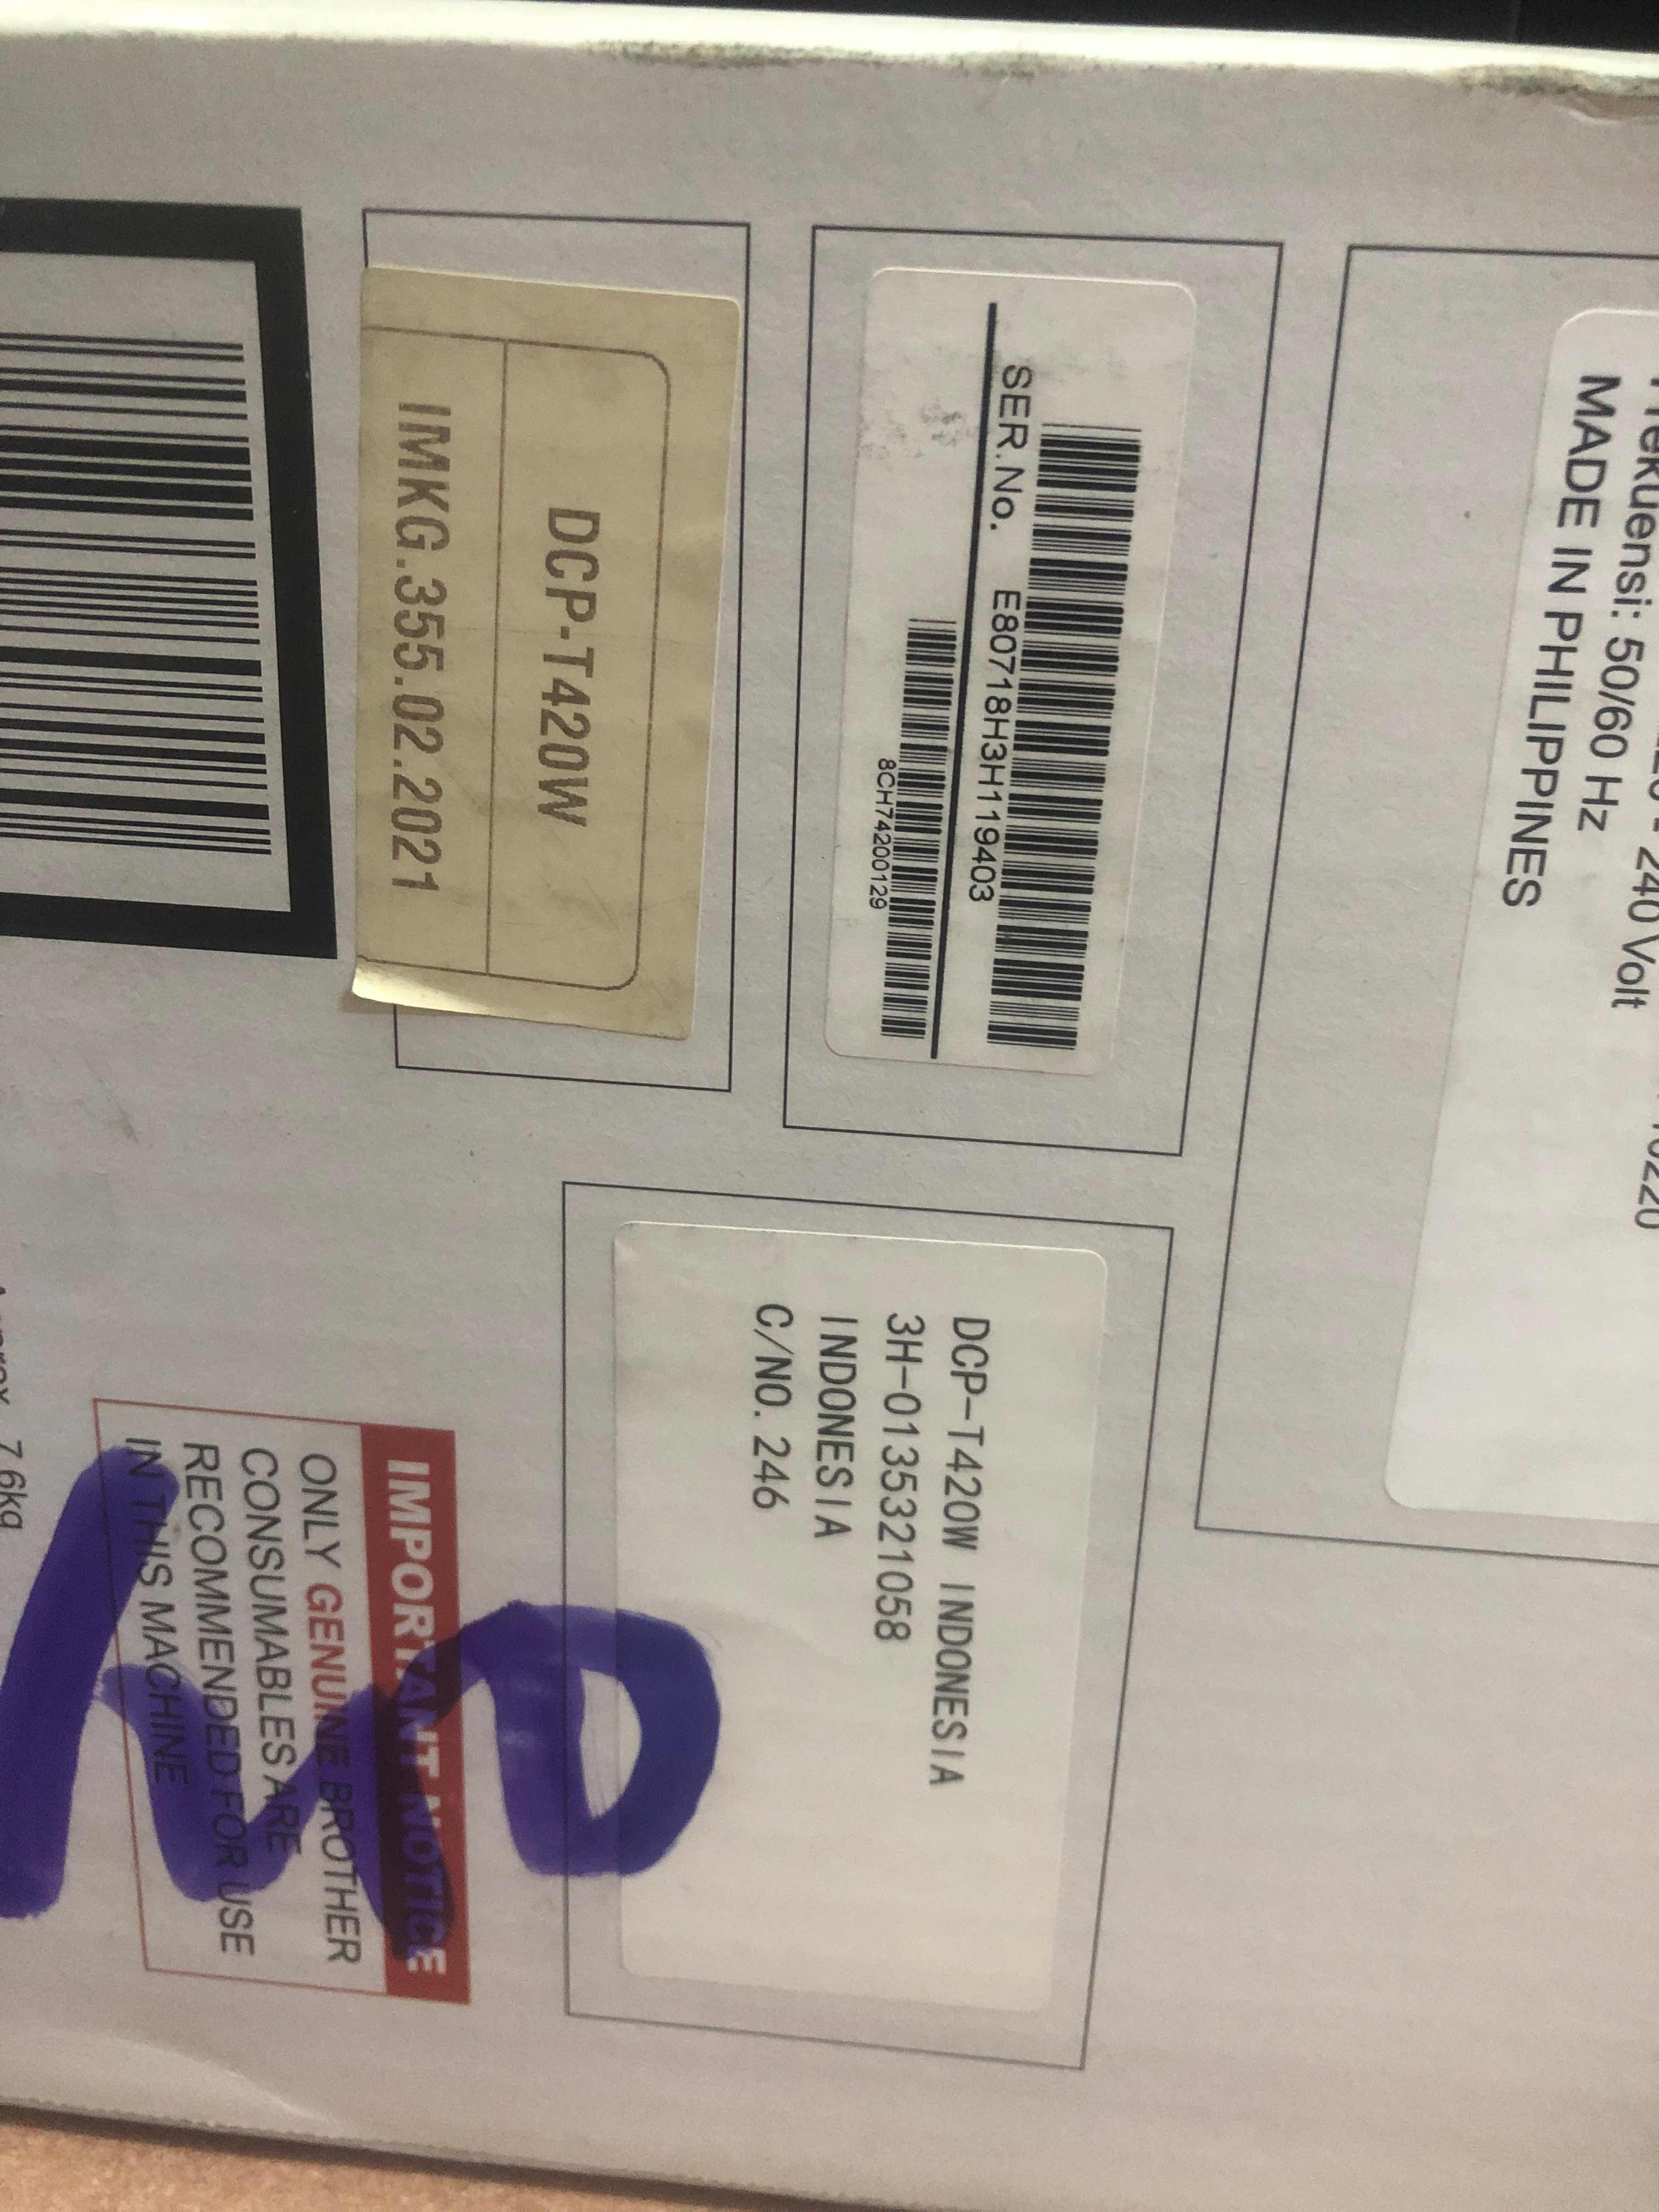 240 Volt
50/60 Hz
MADE IN PHILIPPINES
SER.No. E80718H3H119403
8CH74200129
DCP-T420W
IMKG.355.02.2021
DCP-T420W INDONESIA
3H-0135321058
INDONESIA
C/NO. 246
IMPORTANT NOTICE
ONLY GENUINE BROTHER
CONSUMABLES ARE
RECOMMENDED FOR USE
IN THIS MACHINE
7.6kg